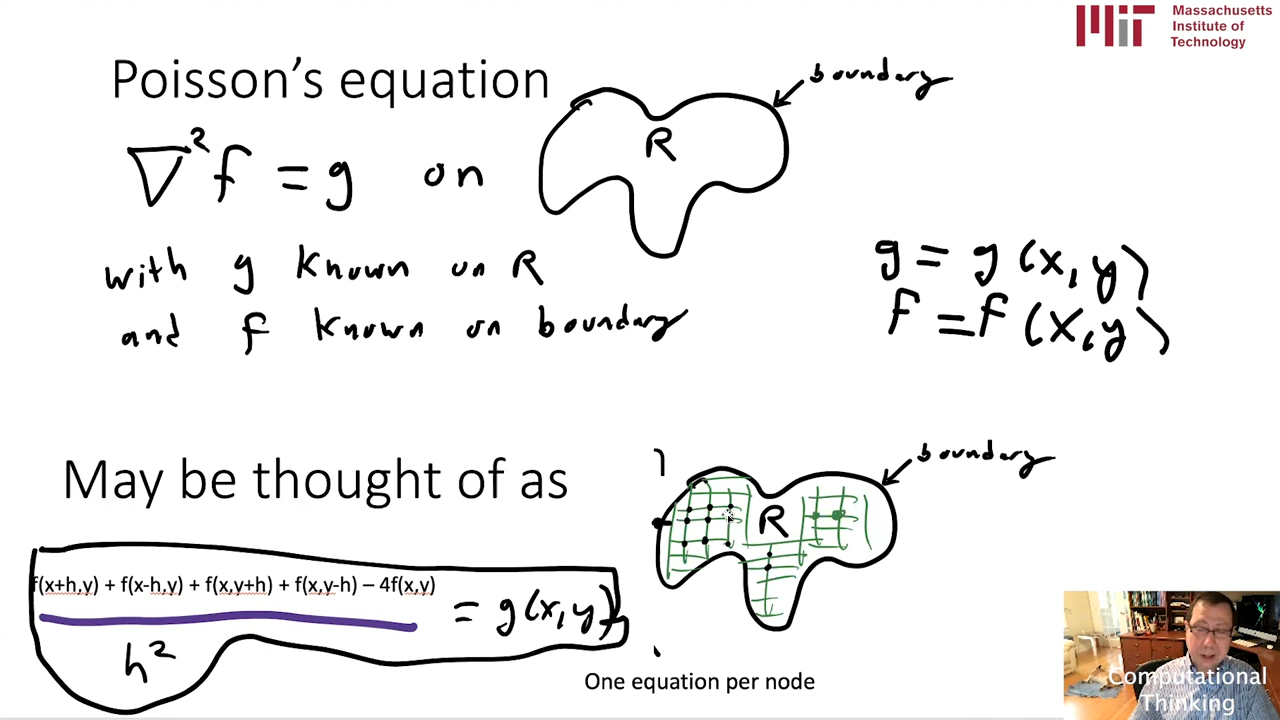 Massachusetts
Institute of
Technology
MIT
Poisson's equation
boundary
R
∇²f = g on
with g known on R
and f known on boundary
g = g(x,y)
f = f(x,y)
May be thought of as
boundary
R
f(x+h,y) + f(x-h,y) + f(x,y+h) + f(x,y-h) – 4f(x,y)
= g(x,y)
h²
One equation per node
Computational
Thinking